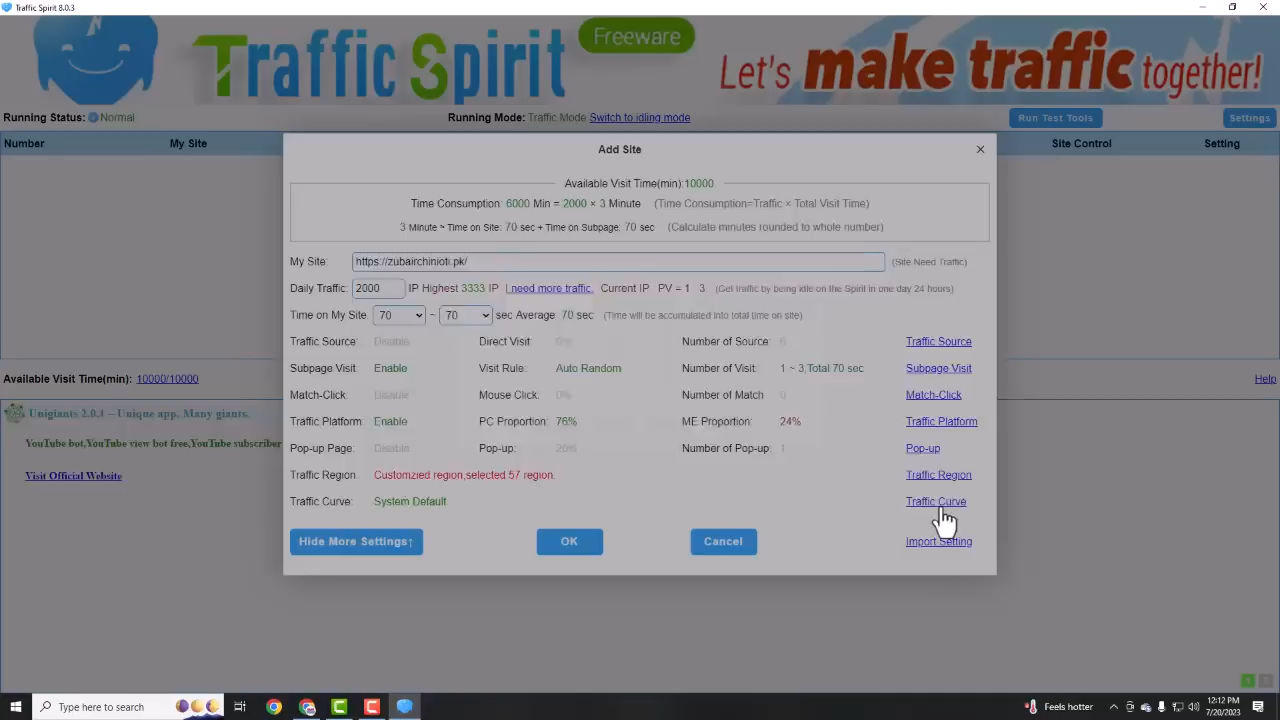 Traffic Spirit 8.0.3
Traffic Spirit
Freeware
Let's make traffic together!
Running Status: Normal
Running Mode: Traffic Mode Switch to idling mode
Run Test Tools
Settings
Number
My Site
Site Control
Setting
Add Site
Available Visit Time(min):10000
Time Consumption: 6000 Min = 2000 × 3 Minute (Time Consumption=Traffic × Total Visit Time)
3 Minute ~ Time on Site: 70 sec + Time on Subpage: 70 sec (Calculate minutes rounded to whole number)
My Site: https://zubairchinioti.pk/ (Site Need Traffic)
Daily Traffic: 2000 IP Highest 3333 IP I need more traffic. Current IP PV = 1 3 (Get traffic by being idle on the Spirit in one day 24 hours)
Time on My Site 70 ~ 70 sec Average 70 sec (Time will be accumulated into total time on site)
Traffic Source: Disable Direct Visit: 0% Number of Source: Traffic Source
Subpage Visit: Enable Visit Rule: Auto Random Number of Visit: 1 ~ 3,Total 70 sec Subpage Visit
Match-Click: Disable Mouse Click: 0% Number of Match 0 Match-Click
Traffic Platform: Enable PC Proportion: 76% ME Proportion: 24% Traffic Platform
Pop-up Page: Disable Pop-up: 20% Number of Pop-up: 1 Pop-up
Traffic Region: Customzied region,selected 57 region. Traffic Region
Traffic Curve: System Default Traffic Curve
Hide More Settings↑
OK
Cancel
Import Setting
Available Visit Time(min): 10000/10000
Help
Unigiants 2.0.4 —Unique app, Many giants.
YouTube bot,YouTube view bot free,YouTube subscriber
Visit Official Website
Type here to search
Feels hotter
12:12 PM
7/20/2023